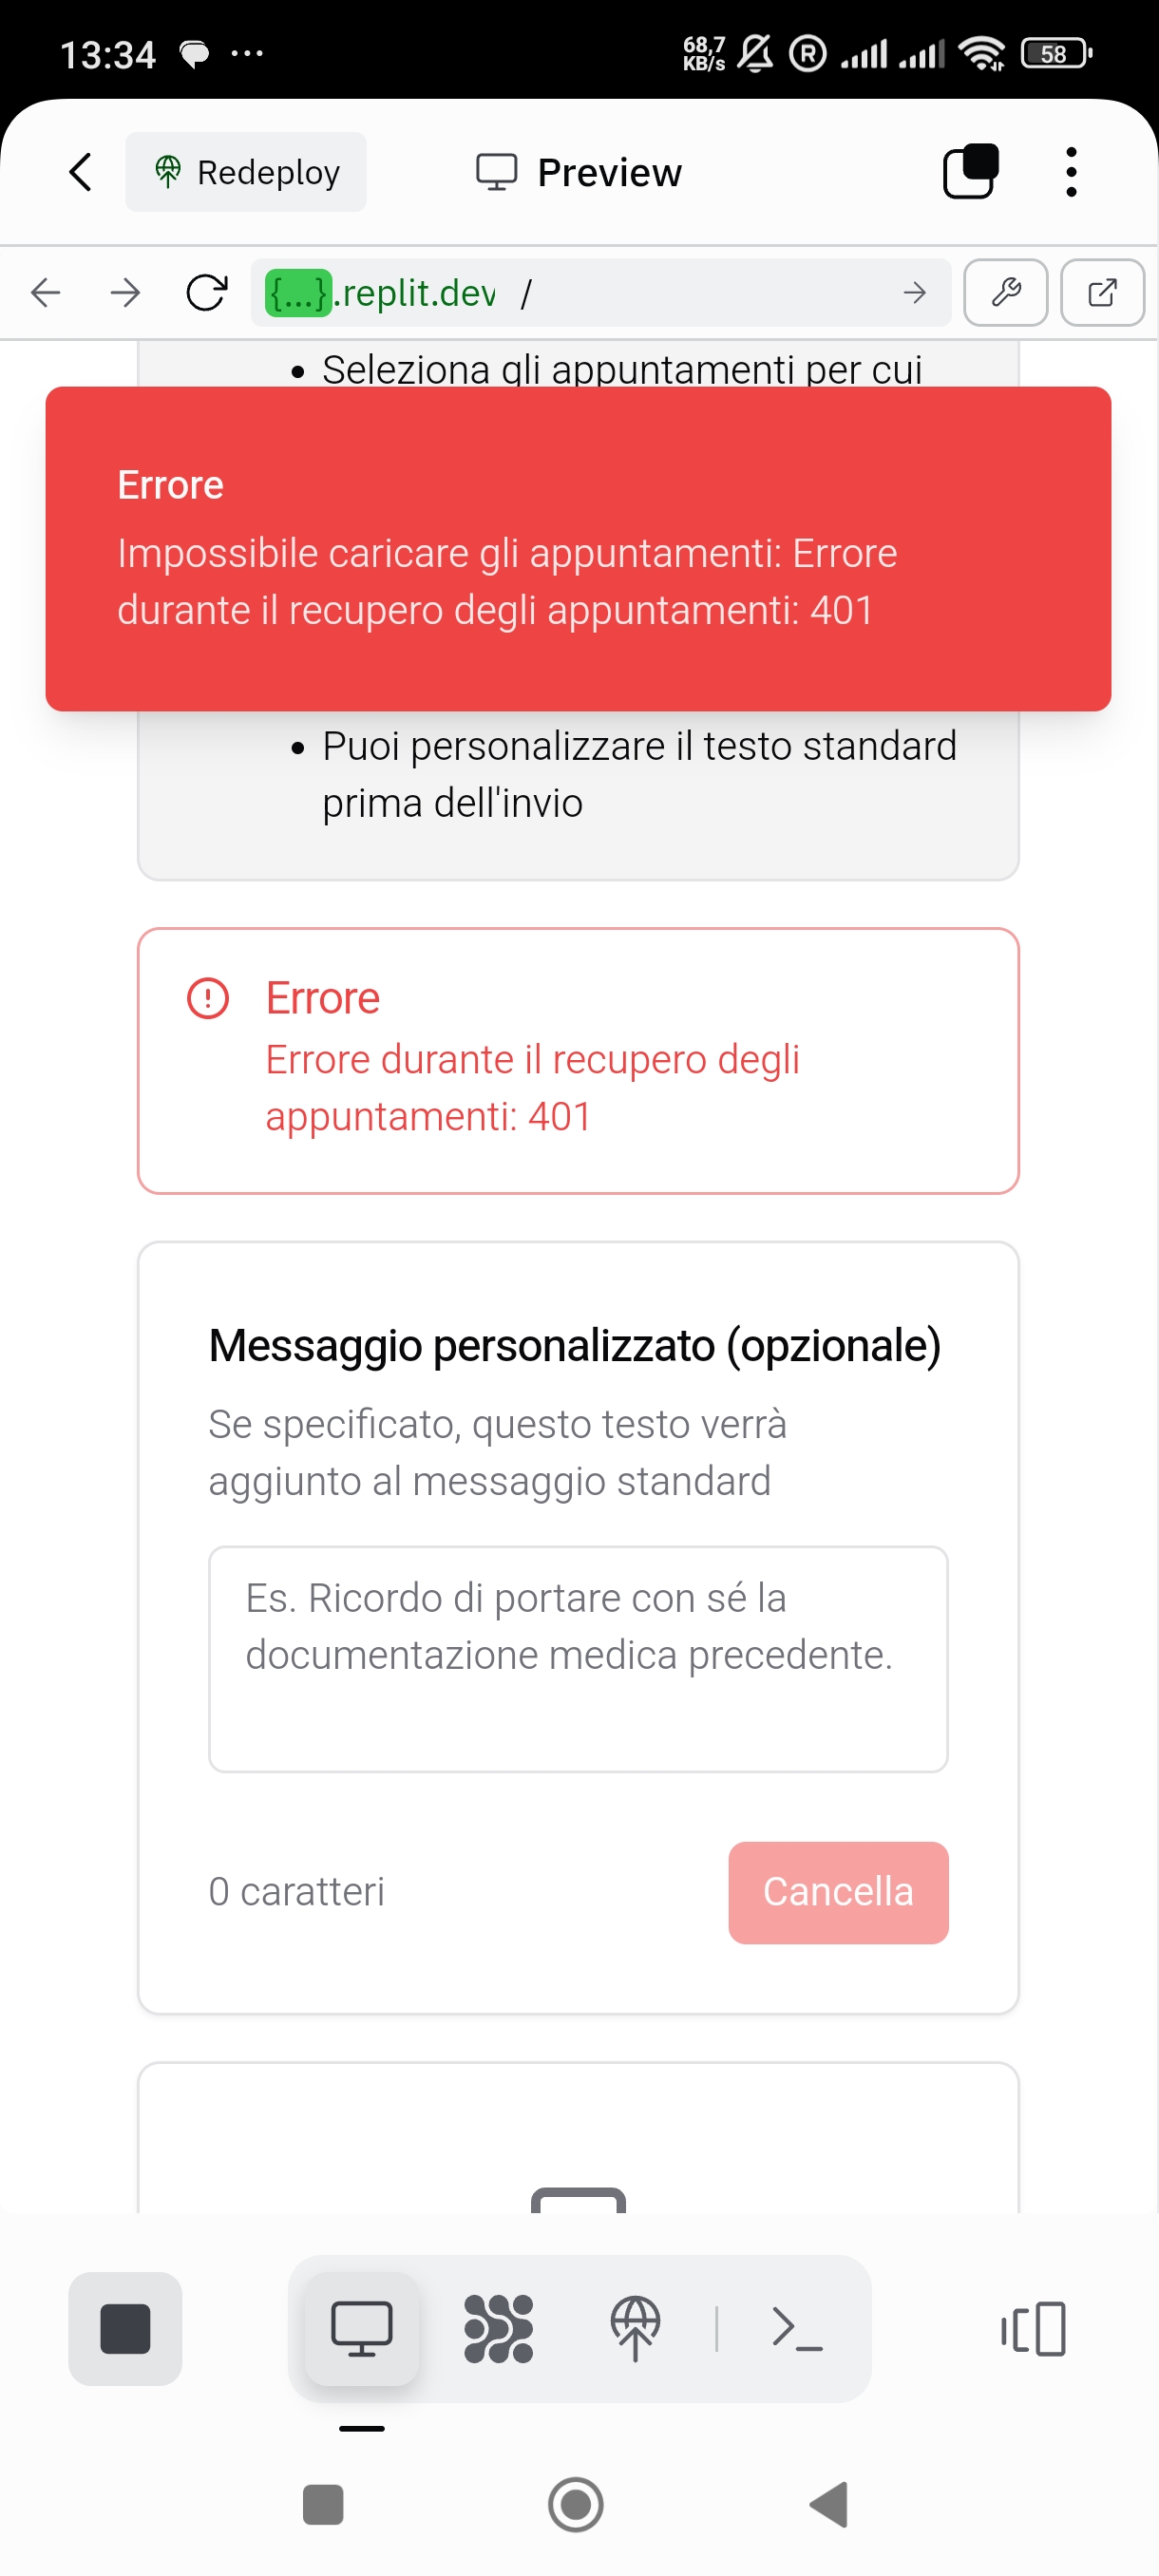 13:34
68,7
KB/s
58
Redeploy
Preview
{...}.replit.dev /
Seleziona gli appuntamenti per cui
Errore
Impossibile caricare gli appuntamenti: Errore
durante il recupero degli appuntamenti: 401
Puoi personalizzare il testo standard
prima dell'invio
Errore
Errore durante il recupero degli
appuntamenti: 401
Messaggio personalizzato (opzionale)
Se specificato, questo testo verrà
aggiunto al messaggio standard
Es. Ricordo di portare con sé la
documentazione medica precedente.
0 caratteri
Cancella